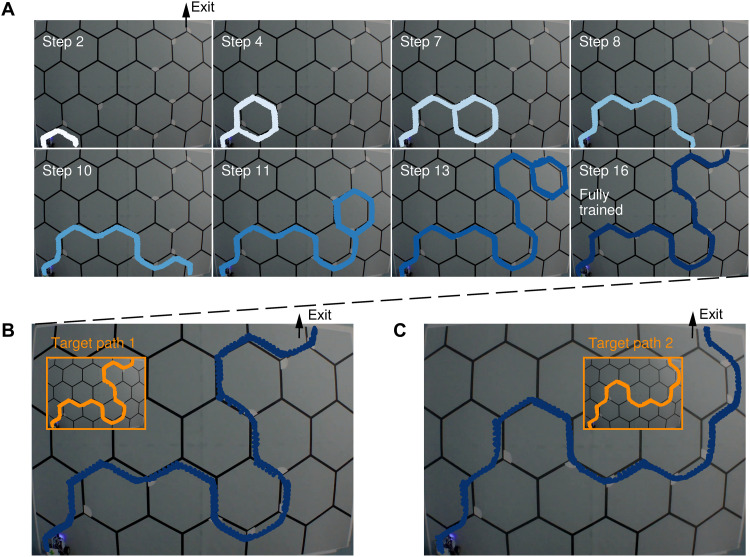 A
Exit
Step 2
Step 4
Step 7
Step 8
Step 10
Step 11
Step 13
Step 16
Fully
trained
B
Exit
Target path 1
C
Exit
Target path 2